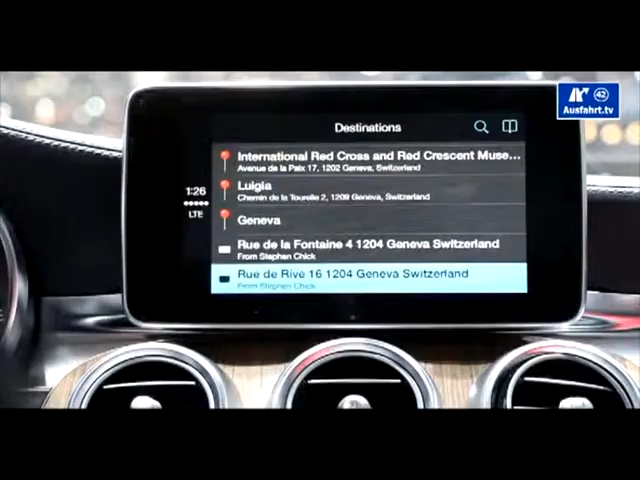 42
Ausfahrt.tv
Destinations
International Red Cross and Red Crescent Muse...
Avenue de la Paix 17, 1202 Geneva, Switzerland
Luigia
Chemin de la Tourelle 2, 1209 Geneva, Switzerland
1:26
LTE
Geneva
Rue de la Fontaine 4 1204 Geneva Switzerland
From Stephen Chick
Rue de Rive 16 1204 Geneva Switzerland
From Stephen Chick